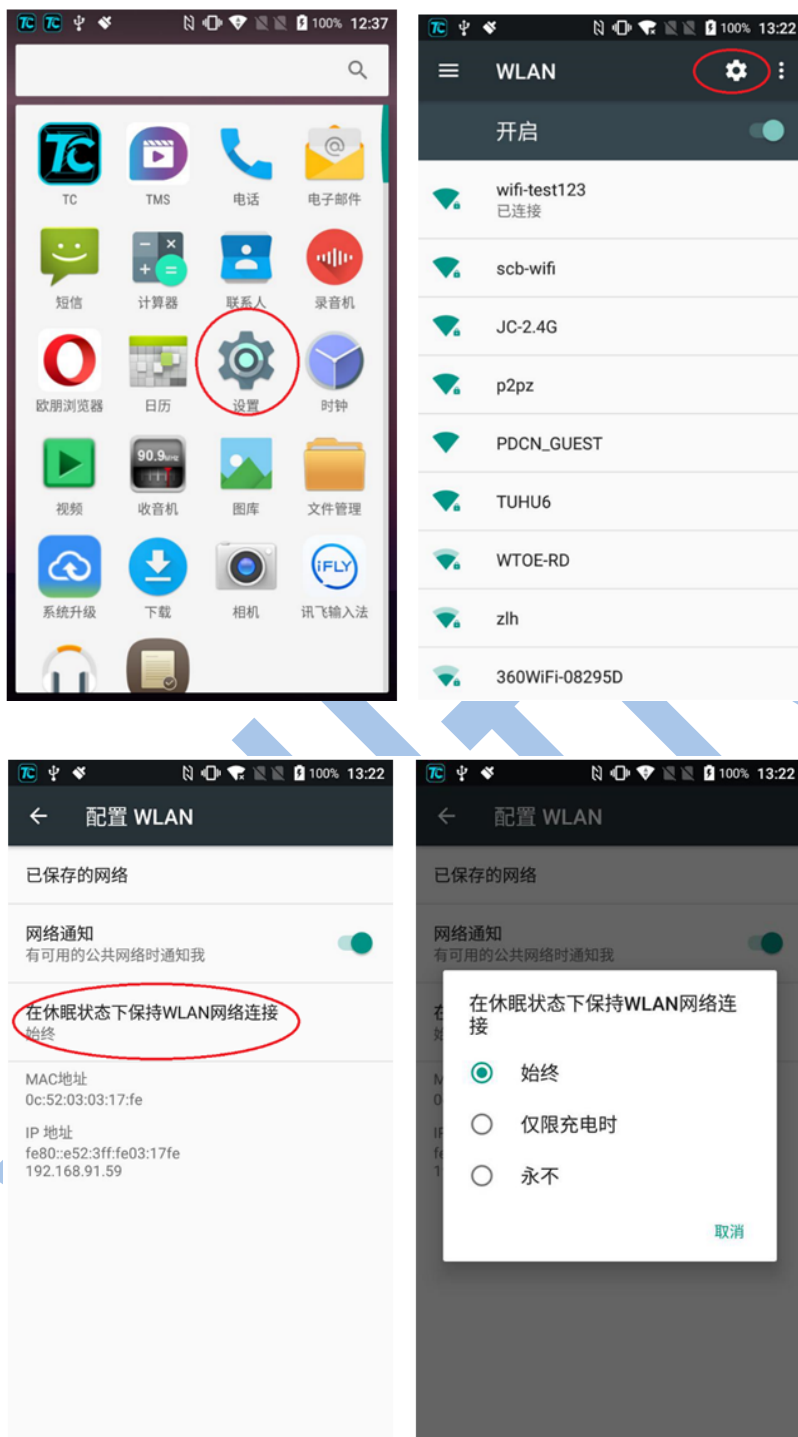 TC TC 100% 12:37
TC
TMS
电话
电子邮件
短信
计算器
联系人
录音机
欧朋浏览器
日历
设置
时钟
90.9
视频
收音机
图库
文件管理
iFLY
系统升级
下载
相机
讯飞输入法
TC 100% 13:22
WLAN
开启
wifi-test123
已连接
scb-wifi
JC-2.4G
p2pz
PDCN_GUEST
TUHU6
WTOE-RD
zlh
360WiFi-08295D
TC 100% 13:22
配置 WLAN
已保存的网络
网络通知
有可用的公共网络时通知我
在休眠状态下保持WLAN网络连接
始终
MAC地址
0c:52:03:03:17:fe
IP 地址
fe80::e52:3ff:fe03:17fe
192.168.91.59
TC 100% 13:22
配置 WLAN
已保存的网络
网络通知
有可用的公共网络时通知我
在休眠状态下保持WLAN网络连
接
始终
仅限充电时
永不
取消